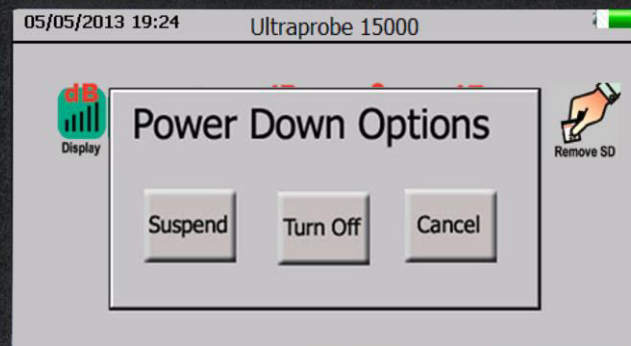 05/05/2013 19:24 Ultraprobe 15000
dB
Display
Remove SD
Power Down Options
Suspend Turn Off Cancel